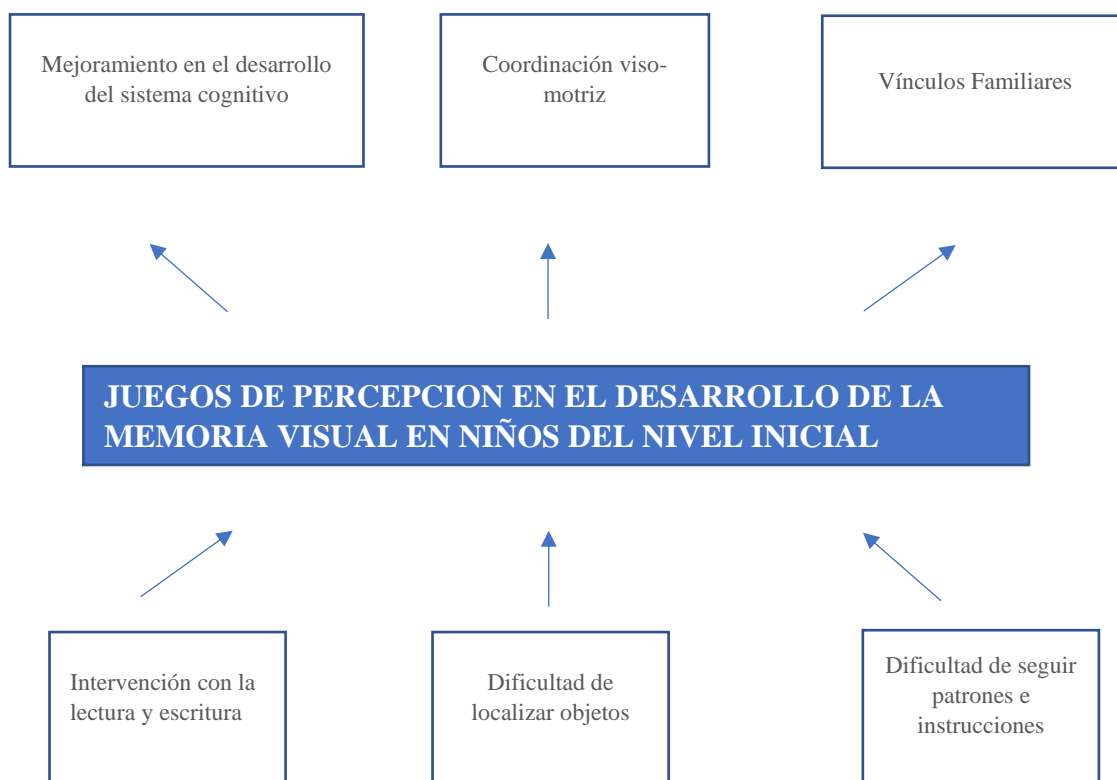 Mejoramiento en el desarrollo
del sistema cognitivo
Coordinación viso-
motriz
Vínculos Familiares
JUEGOS DE PERCEPCION EN EL DESARROLLO DE LA
MEMORIA VISUAL EN NIÑOS DEL NIVEL INICIAL
Intervención con la
lectura y escritura
Dificultad de
localizar objetos
Dificultad de seguir
patrones e
instrucciones